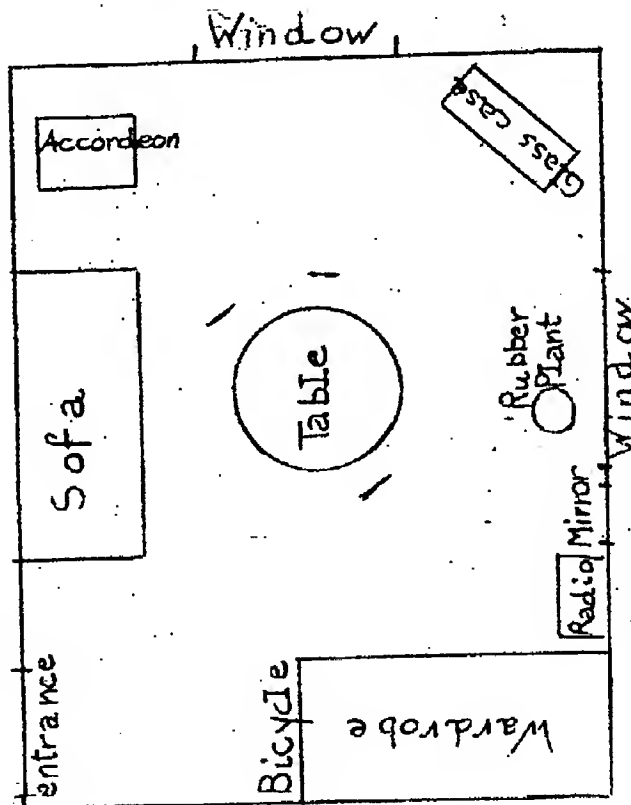 Window
Accordeon
Glass case
Window
Rubber
Plant
Table
Sofa
Mirror
Radio
entrance
Bicycle
Wardrobe